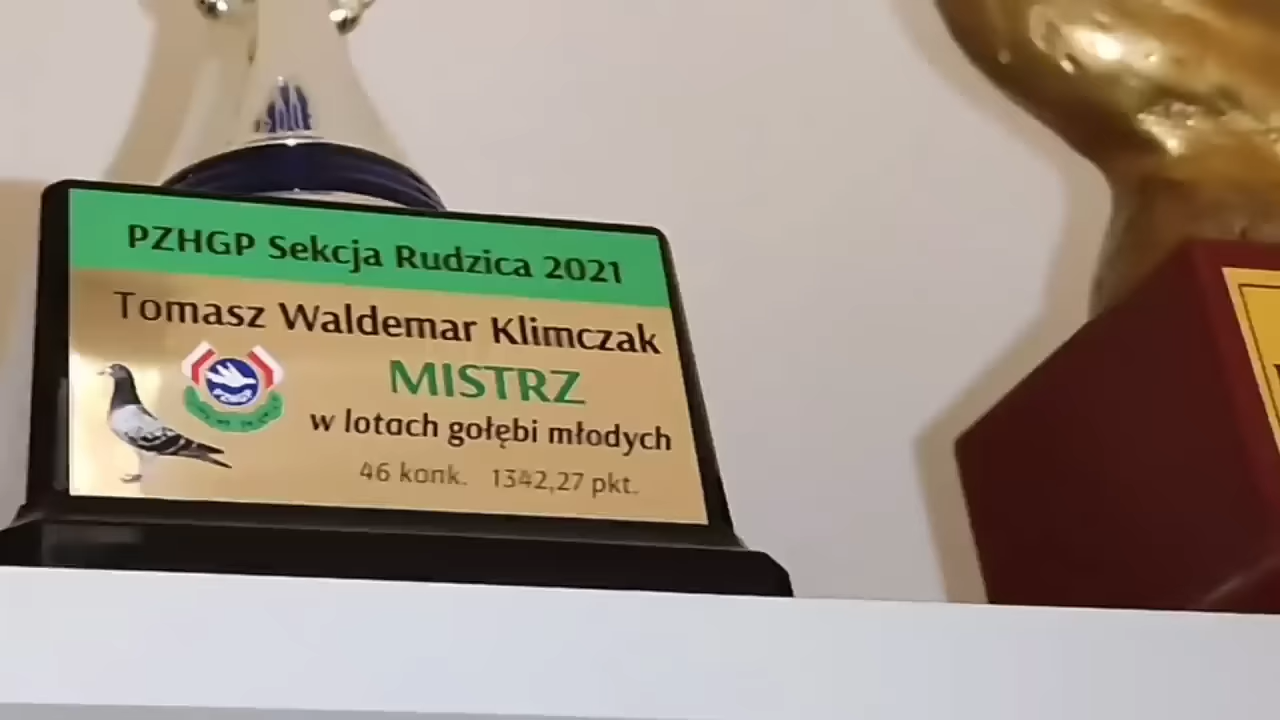 PZHGP Sekcja Rudzica 2021
Tomasz Waldemar Klimczak
MISTRZ
w lotach gołębi młodych
46 konk. 1342,27 pkt.